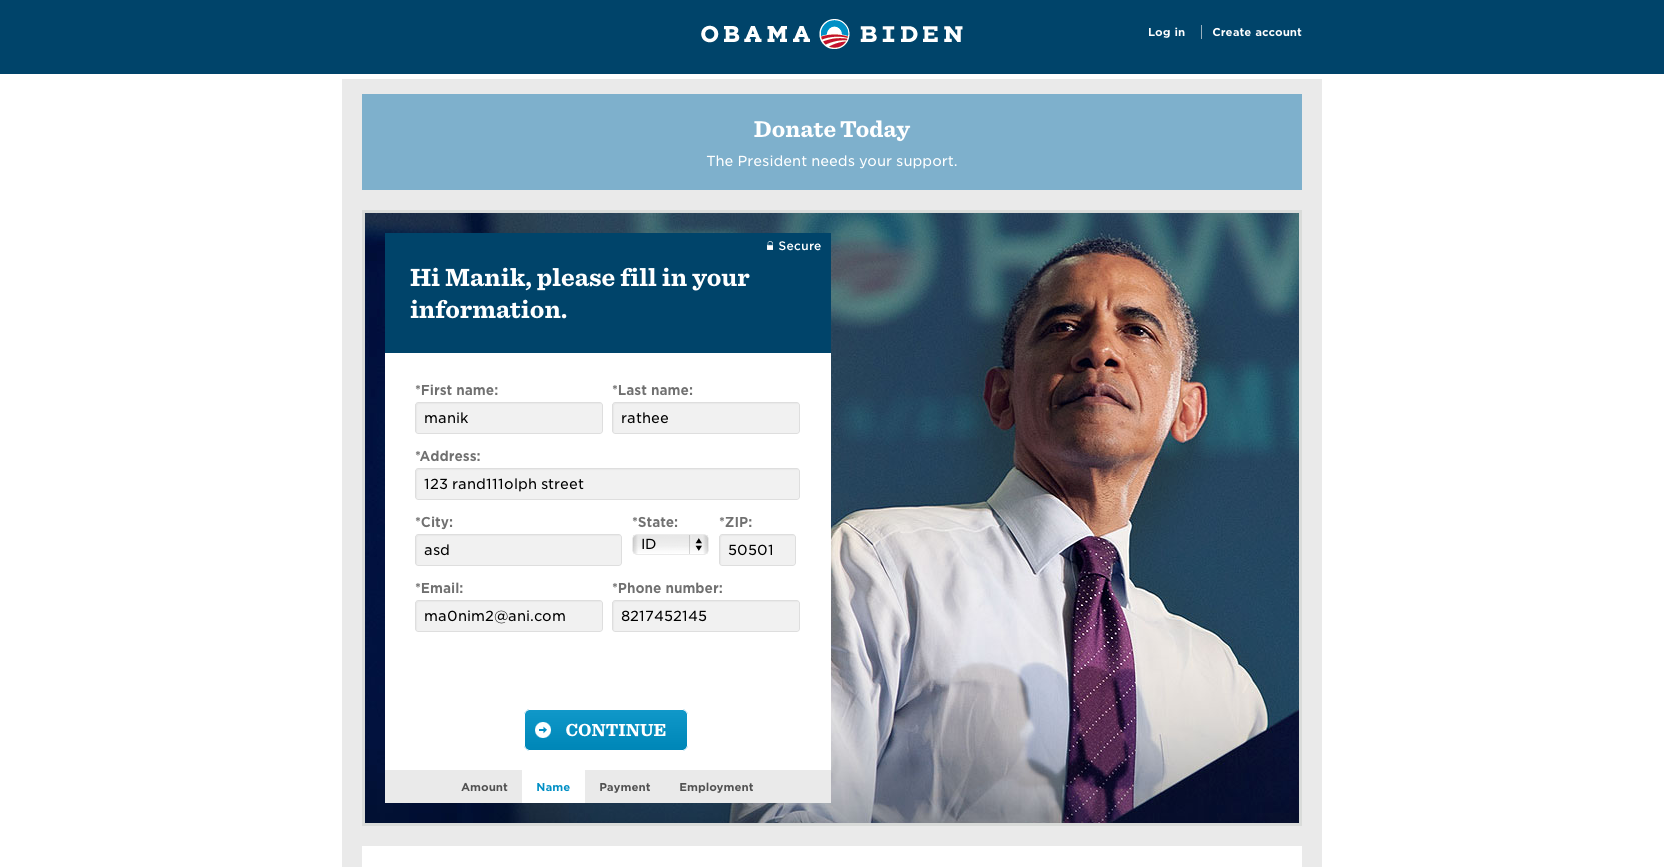 OBAMA BIDEN
Log in
Create account
Donate Today
The President needs your support.
Secure
Hi Manik, please fill in your
information.
*First name:
*Last name:
manik
rathee
*Address:
123 rand111olph street
*City:
*State:
*ZIP:
asd
ID
50501
*Email:
*Phone number:
ma0nim2@ani.com
8217452145
CONTINUE
Amount
Name
Payment
Employment